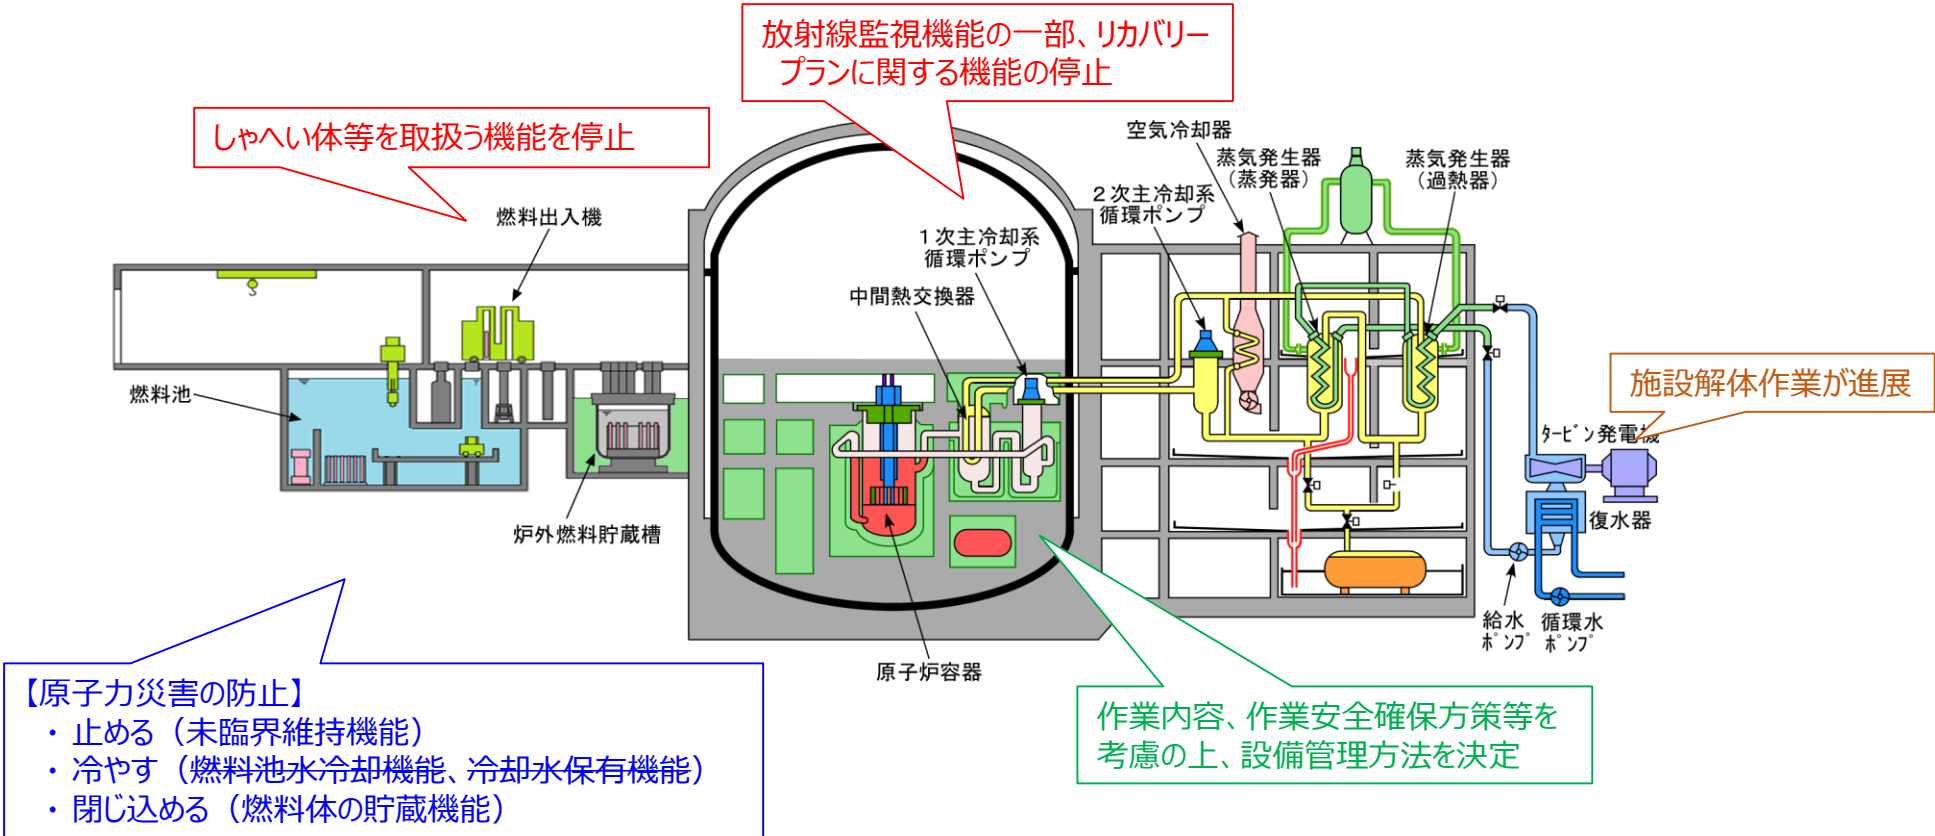 放射線監視機能の一部、リカバリー
プランに関する機能の停止
しゃへい体等を取扱う機能を停止
空気冷却器
蒸気発生器
（蒸発器）
蒸気発生器
（過熱器）
２次主冷却系
循環ポンプ
燃料出入機
１次主冷却系
循環ポンプ
中間熱交換器
燃料池
施設解体作業が進展
タービン発電機
復水器
炉外燃料貯蔵槽
給水
ポンプ
循環水
ポンプ
原子炉容器
【原子力災害の防止】
・止める（未臨界維持機能）
・冷やす（燃料池水冷却機能、冷却水保有機能）
・閉じ込める（燃料体の貯蔵機能）
作業内容、作業安全確保方策等を
考慮の上、設備管理方法を決定